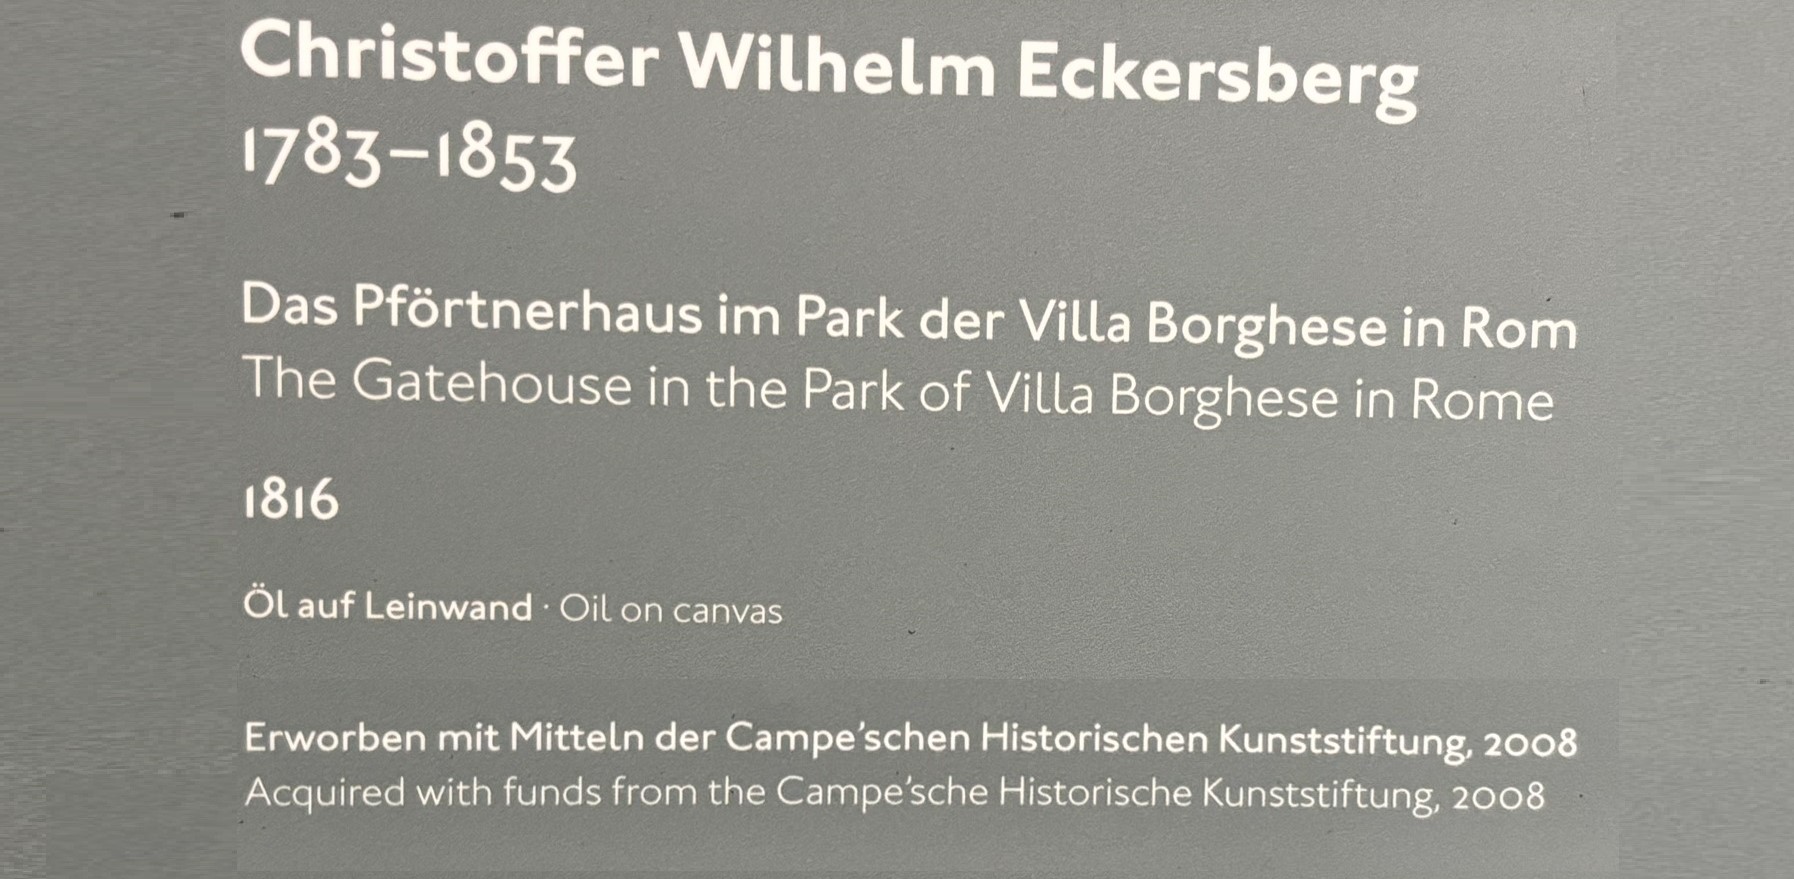 Christoffer Wilhelm Eckersberg
1783–1853
Das Pförtnerhaus im Park der Villa Borghese in Rom
The Gatehouse in the Park of Villa Borghese in Rome
1816
Öl auf Leinwand · Oil on canvas
Erworben mit Mitteln der Campe’schen Historischen Kunststiftung, 2008
Acquired with funds from the Campe’sche Historische Kunststiftung, 2008